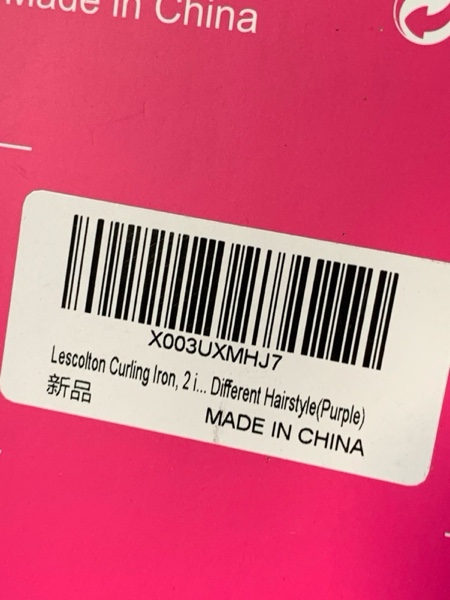 Made in China
X003UXMHJ7
Lescolton Curling Iron, 2 i... Different Hairstyle(Purple)
新品
MADE IN CHINA